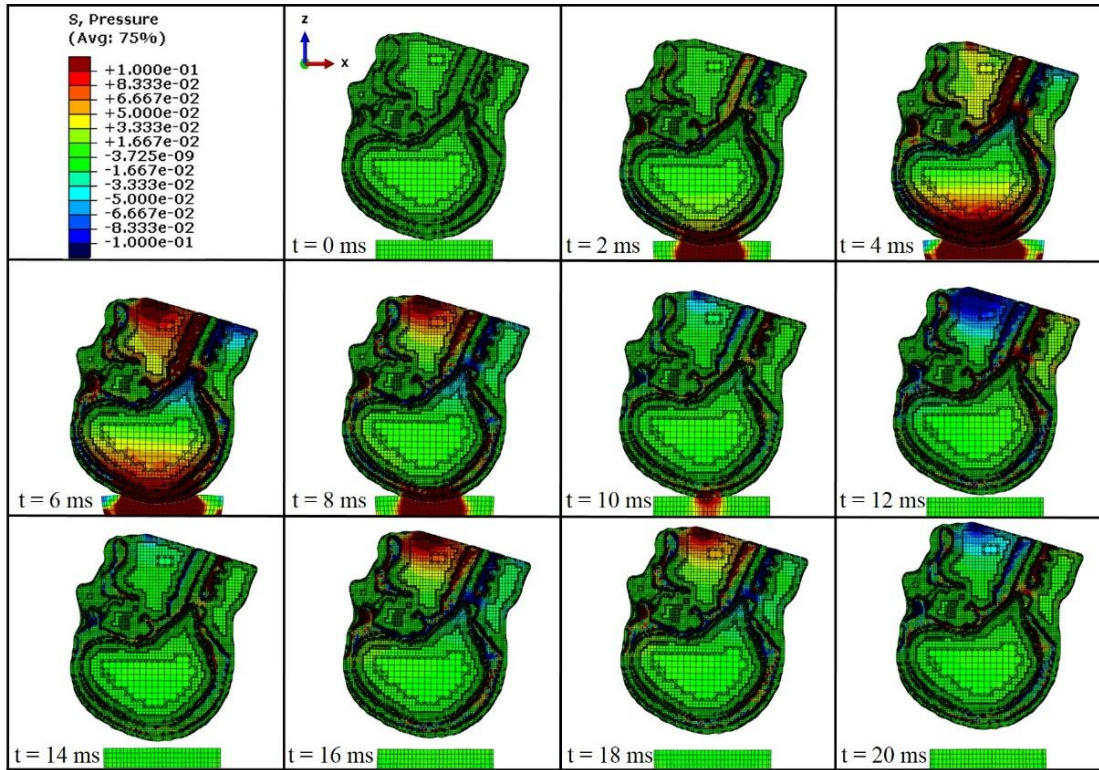 S, Pressure
(Avg: 75%)
+1.000e-01
+8.333e-02
+6.667e-02
+5.000e-02
+3.333e-02
+1.667e-02
-3.725e-09
-1.667e-02
-3.333e-02
-5.000e-02
-6.667e-02
-8.333e-02
-1.000e-01
z
x
t = 0 ms
t = 2 ms
t = 4 ms
t = 6 ms
t = 8 ms
t = 10 ms
t = 12 ms
t = 14 ms
t = 16 ms
t = 18 ms
t = 20 ms